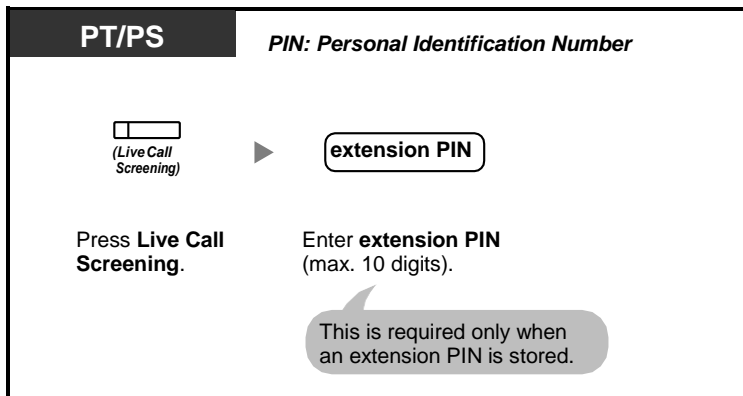 PT/PS
PIN: Personal Identification Number
(Live Call
Screening)
extension PIN
Press Live Call
Screening.
Enter extension PIN
(max. 10 digits).
This is required only when
an extension PIN is stored.